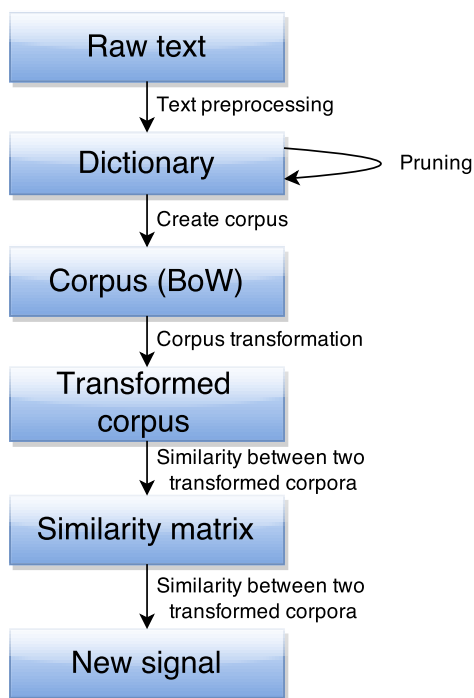 Raw text
Text preprocessing
Dictionary
Pruning
Create corpus
Corpus (BoW)
Corpus transformation
Transformed
corpus
Similarity between two
transformed corpora
Similarity matrix
Similarity between two
transformed corpora
New signal